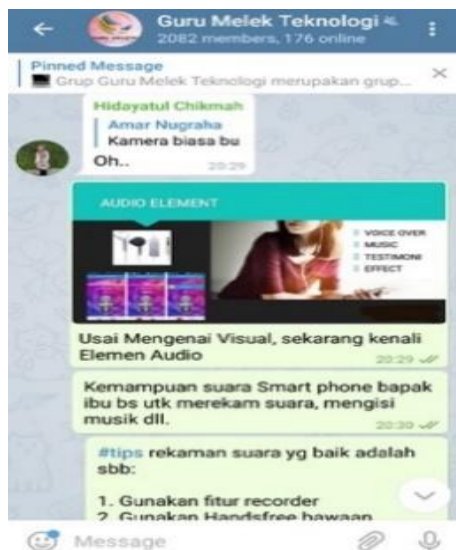 Guru Melek Teknologi
2082 members, 176 online
Pinned Message
Grup Guru Melek Teknologi merupakan grup...
Hidayatul Chikmah
Amar Nugraha
Kamera biasa bu
Oh..
20:29
AUDIO ELEMENT
VOICE OVER
MUSIC
TESTIMONI
EFFECT
Usai Mengenai Visual, sekarang kenali
Elemen Audio
20:29
Kemampuan suara Smart phone bapak
ibu bs utk merekam suara, mengisi
musik dll.
20:30
#tips rekaman suara yg baik adalah
sbb:
1. Gunakan fitur recorder
2. Gunakan Handsfree bawaan
Message